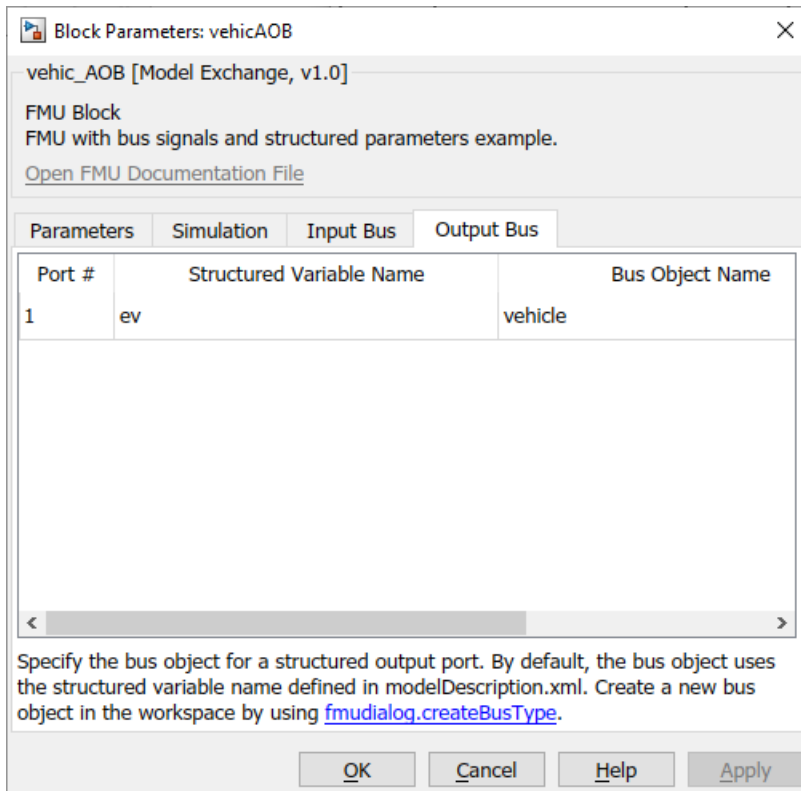 Block Parameters: vehicAOB
vehic_AOB [Model Exchange, v1.0]
FMU Block
FMU with bus signals and structured parameters example.
Open FMU Documentation File
Parameters Simulation Input Bus Output Bus
Port # Structured Variable Name Bus Object Name
1 ev vehicle
Specify the bus object for a structured output port. By default, the bus object uses
the structured variable name defined in modelDescription.xml. Create a new bus
object in the workspace by using fmudialog.createBusType.
OK Cancel Help Apply